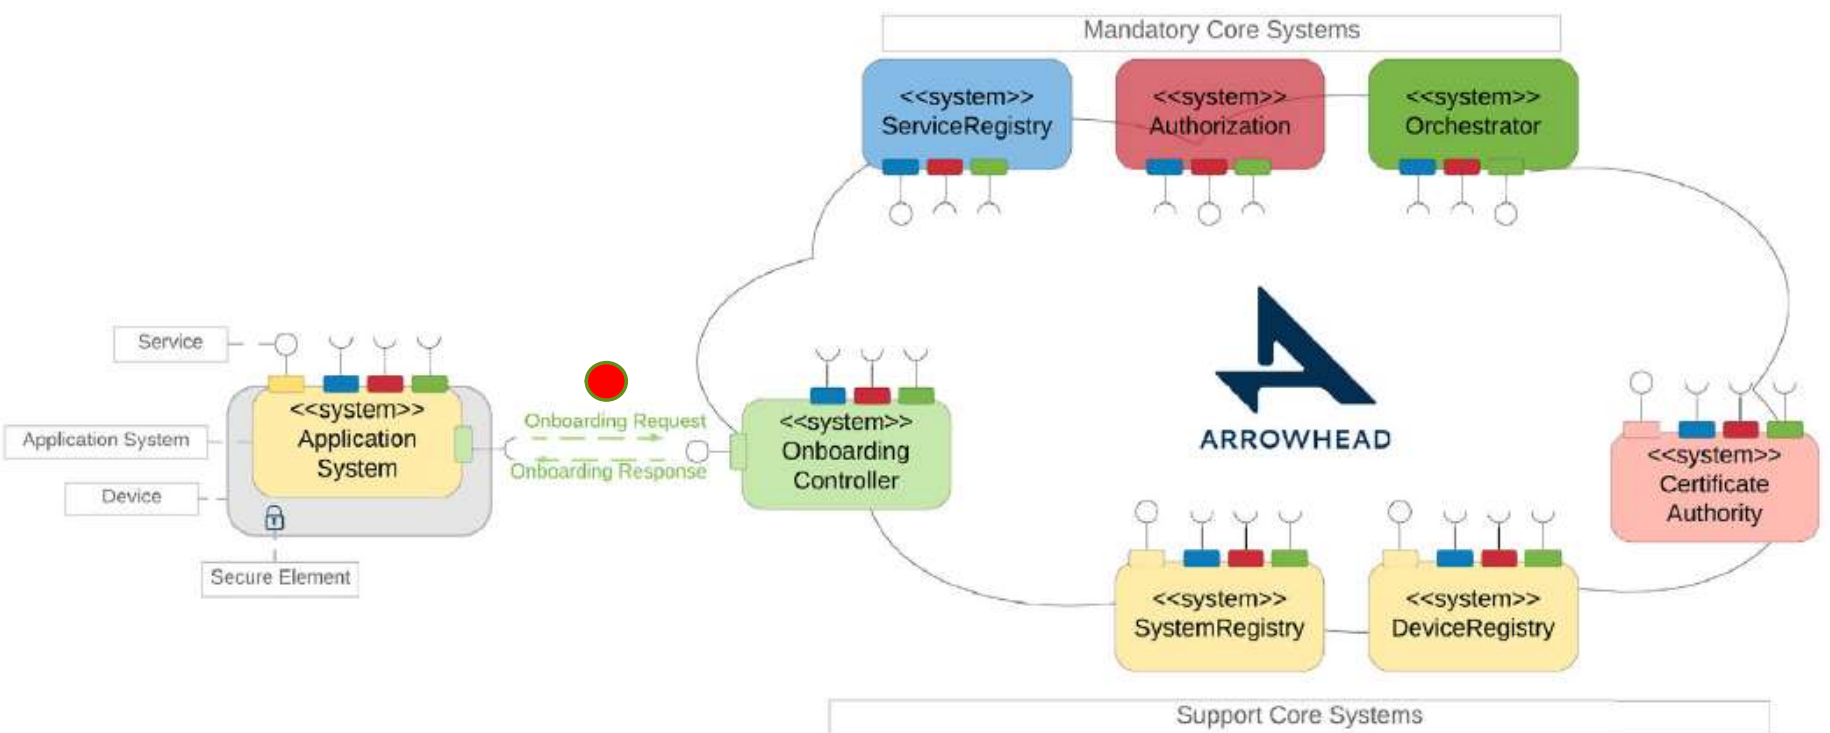 Mandatory Core Systems
<<system>>
ServiceRegistry
<<system>>
Authorization
<<system>>
Orchestrator
Service
<<system>>
Application
System
Application System
Device
Secure Element
Onboarding Request
Onboarding Response
<<system>>
Onboarding
Controller
ARROWHEAD
<<system>>
Certificate
Authority
<<system>>
SystemRegistry
<<system>>
DeviceRegistry
Support Core Systems